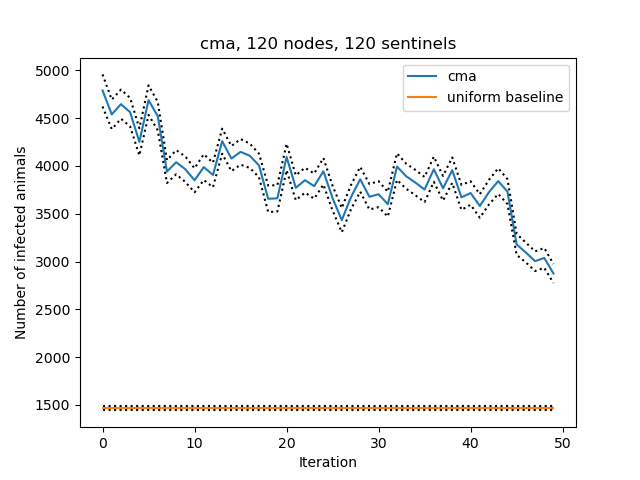 cma, 120 nodes, 120 sentinels
cma
uniform baseline
Number of infected animals
5000
4500
4000
3500
3000
2500
2000
1500
0
10
20
30
40
50
Iteration